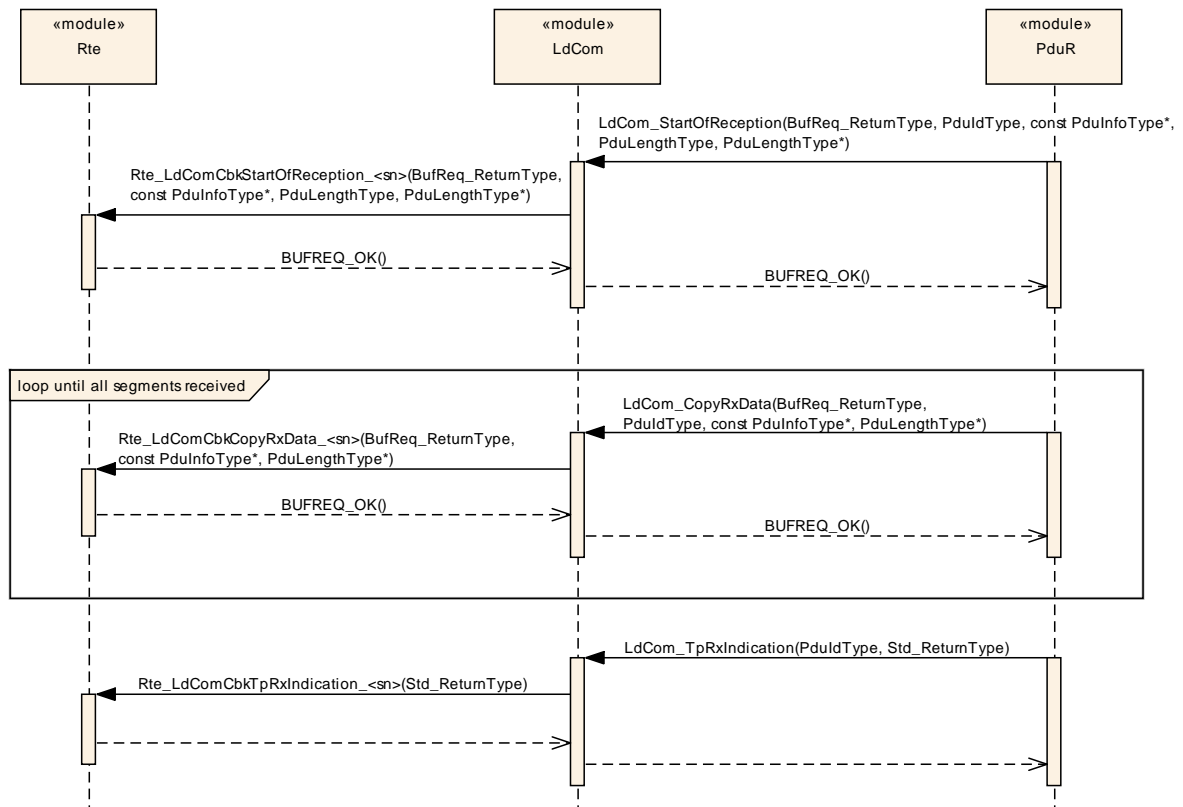 «module»
Rte
«module»
LdCom
«module»
PduR
LdCom_StartOfReception(BufReq_ReturnType, PduIdType, const PduInfoType*,
PduLengthType, PduLengthType*)
Rte_LdComCbkStartOfReception_<sn>(BufReq_ReturnType,
const PduInfoType*, PduLengthType, PduLengthType*)
BUFREQ_OK()
BUFREQ_OK()
loop until all segments received
LdCom_CopyRxData(BufReq_ReturnType,
PduIdType, const PduInfoType*, PduLengthType*)
Rte_LdComCbkCopyRxData_<sn>(BufReq_ReturnType,
const PduInfoType*, PduLengthType*)
BUFREQ_OK()
BUFREQ_OK()
LdCom_TpRxIndication(PduIdType, Std_ReturnType)
Rte_LdComCbkTpRxIndication_<sn>(Std_ReturnType)